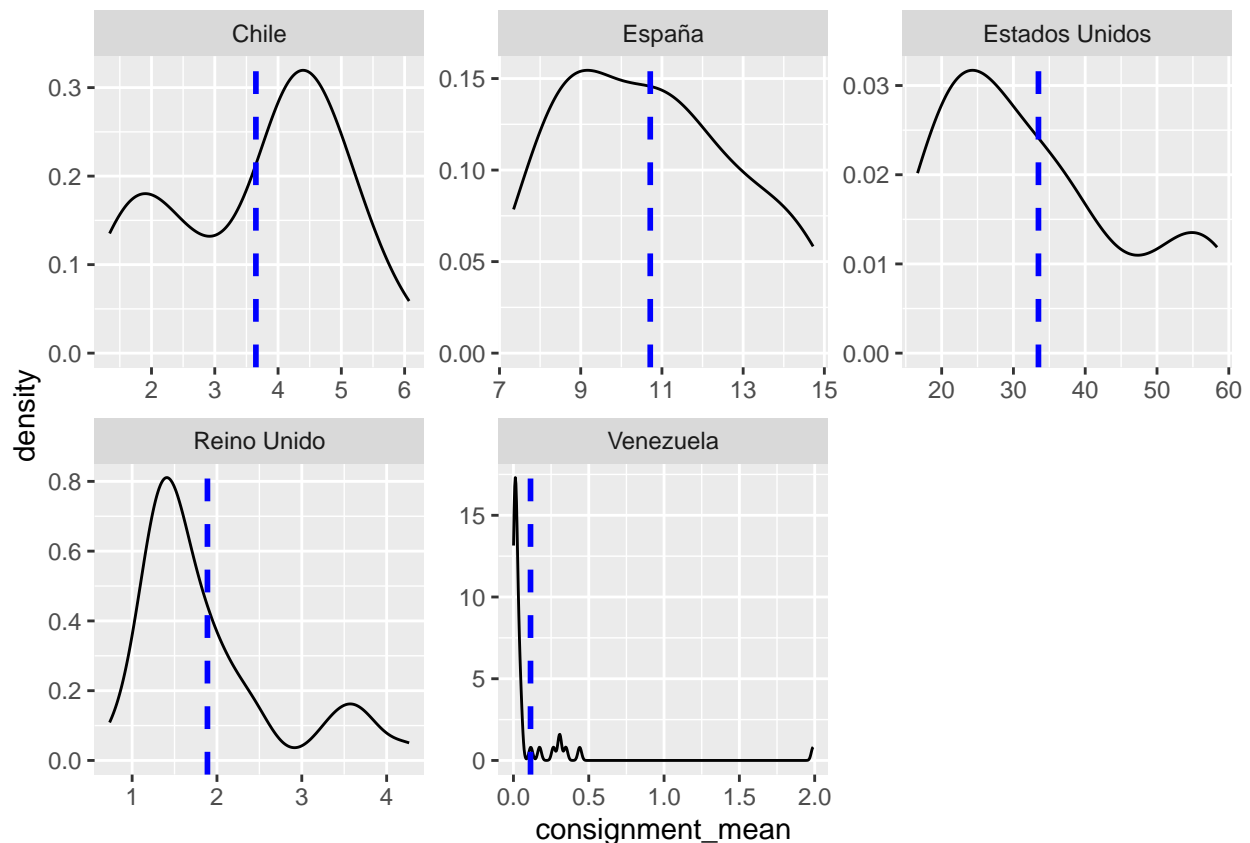 Chile
España
Estados Unidos
0.3
0.2
0.1
0.0
0.15
0.10
0.05
0.00
0.03
0.02
0.01
0.00
2 3 4 5 6
7 9 11 13 15
20 30 40 50 60
density
Reino Unido
Venezuela
0.8
0.6
0.4
0.2
0.0
15
10
5
0
1 2 3 4
0.0 0.5 1.0 1.5 2.0
consignment_mean